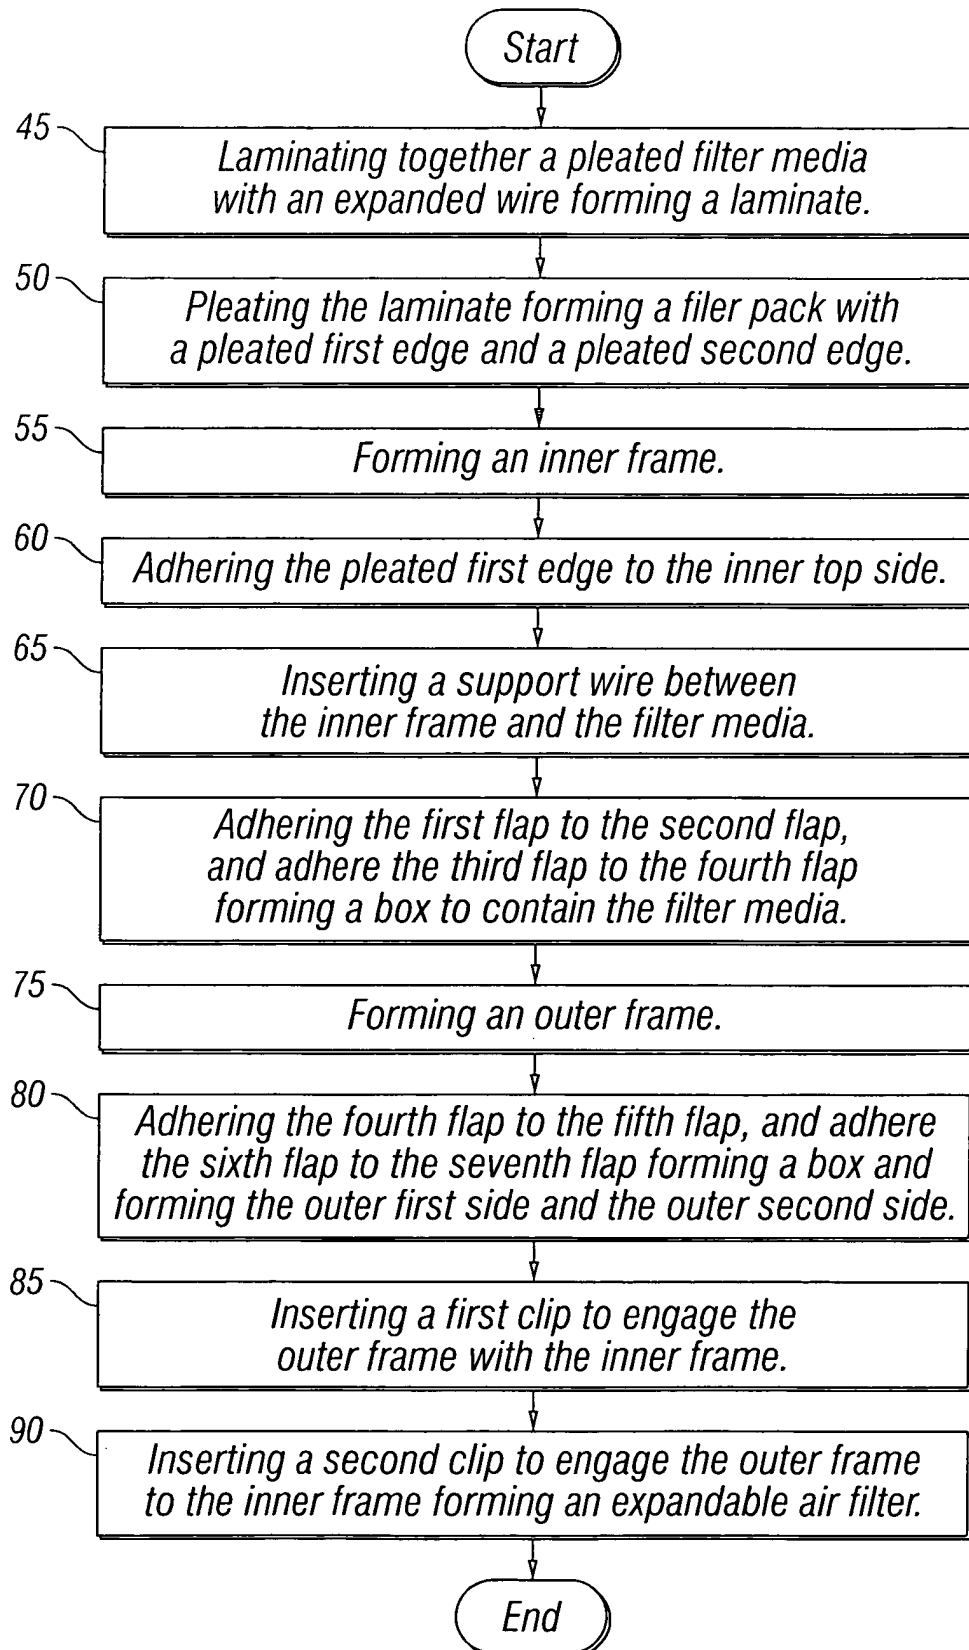 Start
45
Laminating together a pleated filter media
with an expanded wire forming a laminate.
50
Pleating the laminate forming a filer pack with
a pleated first edge and a pleated second edge.
55
Forming an inner frame.
60
Adhering the pleated first edge to the inner top side.
65
Inserting a support wire between
the inner frame and the filter media.
70
Adhering the first flap to the second flap,
and adhere the third flap to the fourth flap
forming a box to contain the filter media.
75
Forming an outer frame.
80
Adhering the fourth flap to the fifth flap, and adhere
the sixth flap to the seventh flap forming a box and
forming the outer first side and the outer second side.
85
Inserting a first clip to engage the
outer frame with the inner frame.
90
Inserting a second clip to engage the outer frame
to the inner frame forming an expandable air filter.
End